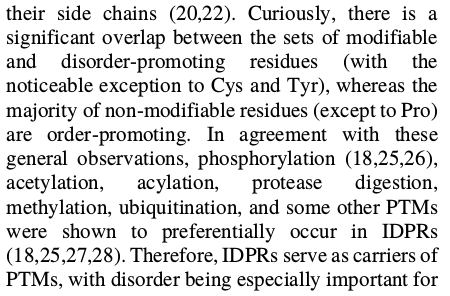 their side chains (20,22). Curiously, there is a
significant overlap between the sets of modifiable
and disorder-promoting residues (with the
noticeable exception to Cys and Tyr), whereas the
majority of non-modifiable residues (except to Pro)
are order-promoting. In agreement with these
general observations, phosphorylation (18,25,26),
acetylation, acylation, protease digestion,
methylation, ubiquitination, and some other PTMs
were shown to preferentially occur in IDPRs
(18,25,27,28). Therefore, IDPRs serve as carriers of
PTMs, with disorder being especially important for